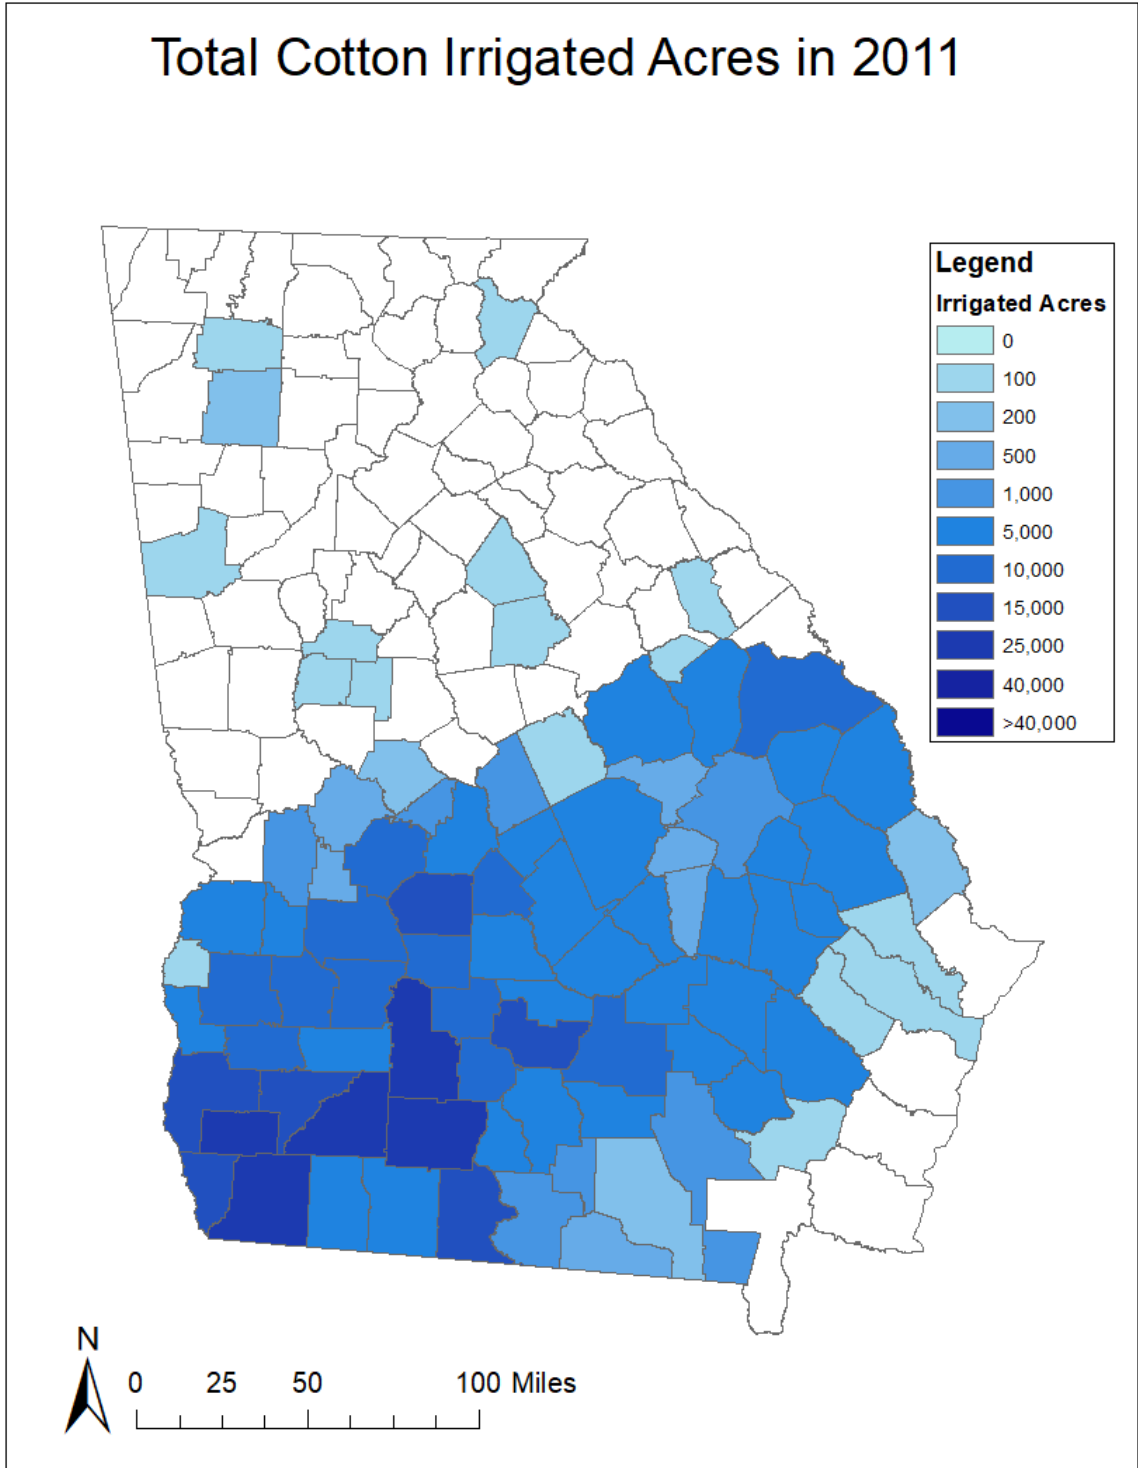 Total Cotton Irrigated Acres in 2011
Legend
Irrigated Acres
0
100
200
500
1,000
5,000
10,000
15,000
25,000
40,000
>40,000
N
0 25 50 100 Miles